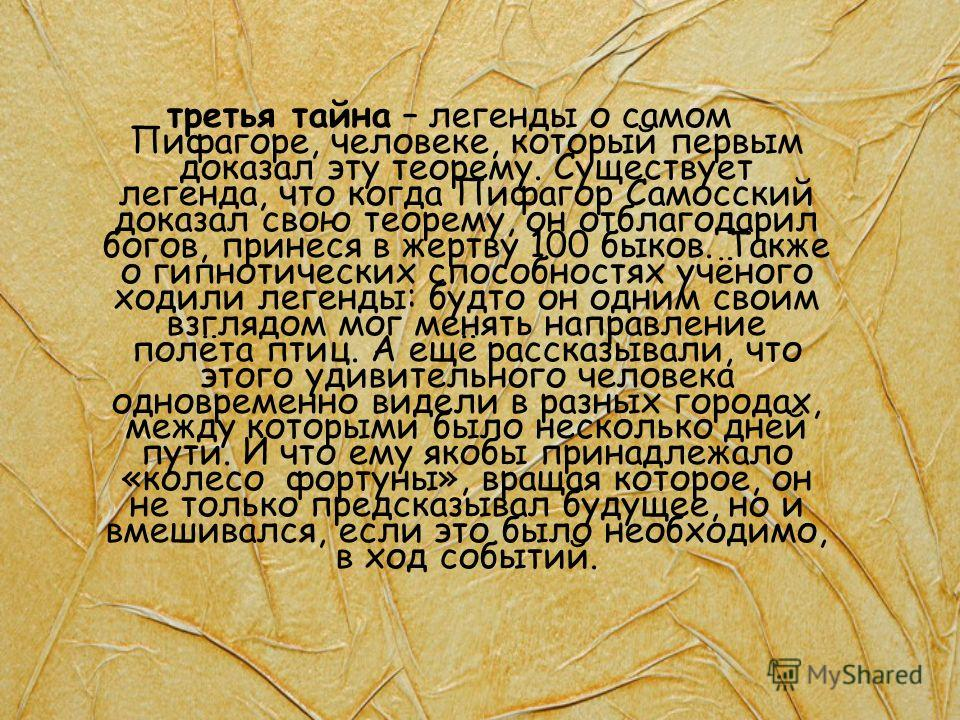 третья тайна – легенды о самом
Пифагоре, человеке, который первым
доказал эту теорему. Существует
легенда, что когда Пифагор Самосский
доказал свою теорему, он отблагодарил
богов, принеся в жертву 100 быков. Также
о гипнотических способностях учёного
ходили легенды: будто он одним своим
взглядом мог менять направление
полёта птиц. А ещё рассказывали, что
этого удивительного человека
одновременно видели в разных городах,
между которыми было несколько дней
пути. И что ему якобы принадлежало
«колесо фортуны», вращая которое, он
не только предсказывал будущее, но и
вмешивался, если это было необходимо,
в ход событий.
MyShared